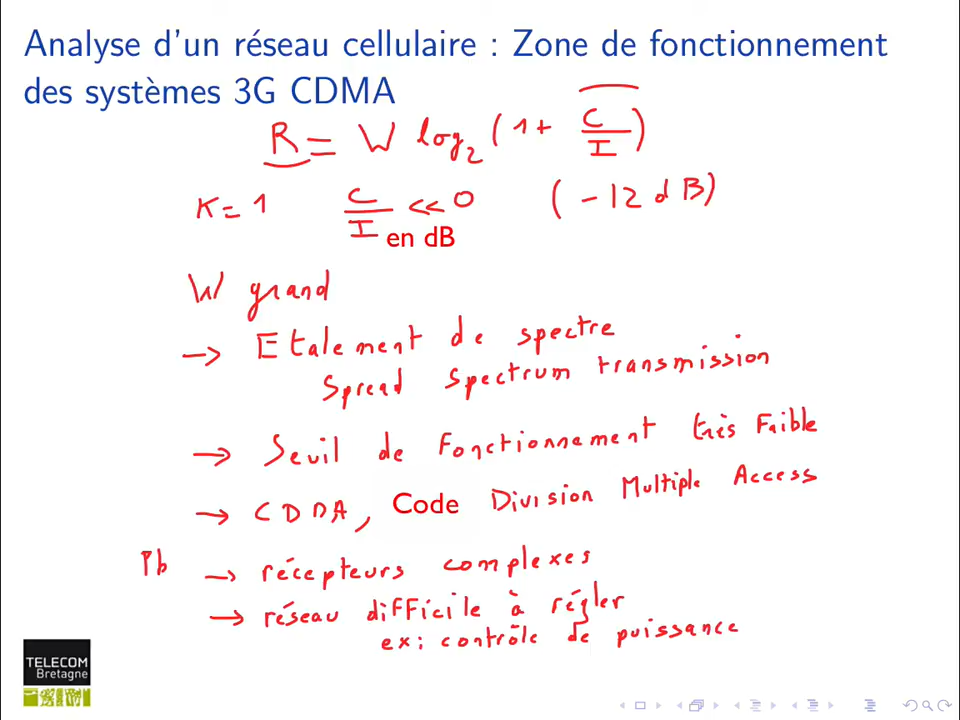 Analyse d'un réseau cellulaire : Zone de fonctionnement
des systèmes 3G CDMA
R = W log₂ (1 + C/I)
K = 1 C/I << 0 (-12 dB)
en dB
W grand
→ Etalement de spectre
Spread spectrum transmission
→ Seuil de fonctionnement très faible
→ CDDA, Code Division Multiple Access
Pb → récepteurs complexes
→ réseau difficile à régler
ex: contrôle de puissance
TELECOM
Bretagne